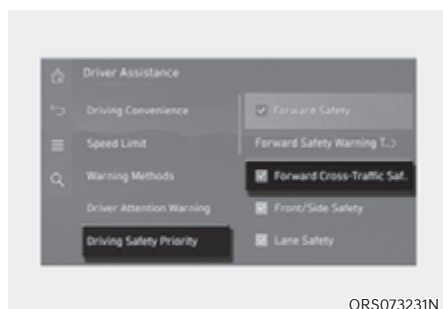 Driver Assistance
Driving Convenience
Speed Limit
Warning Methods
Driver Attention Warning
Driving Safety Priority
Forward Safety
Forward Safety Warning T..>
Forward Cross-Traffic Saf..
Front/Side Safety
Lane Safety
ORS073231N